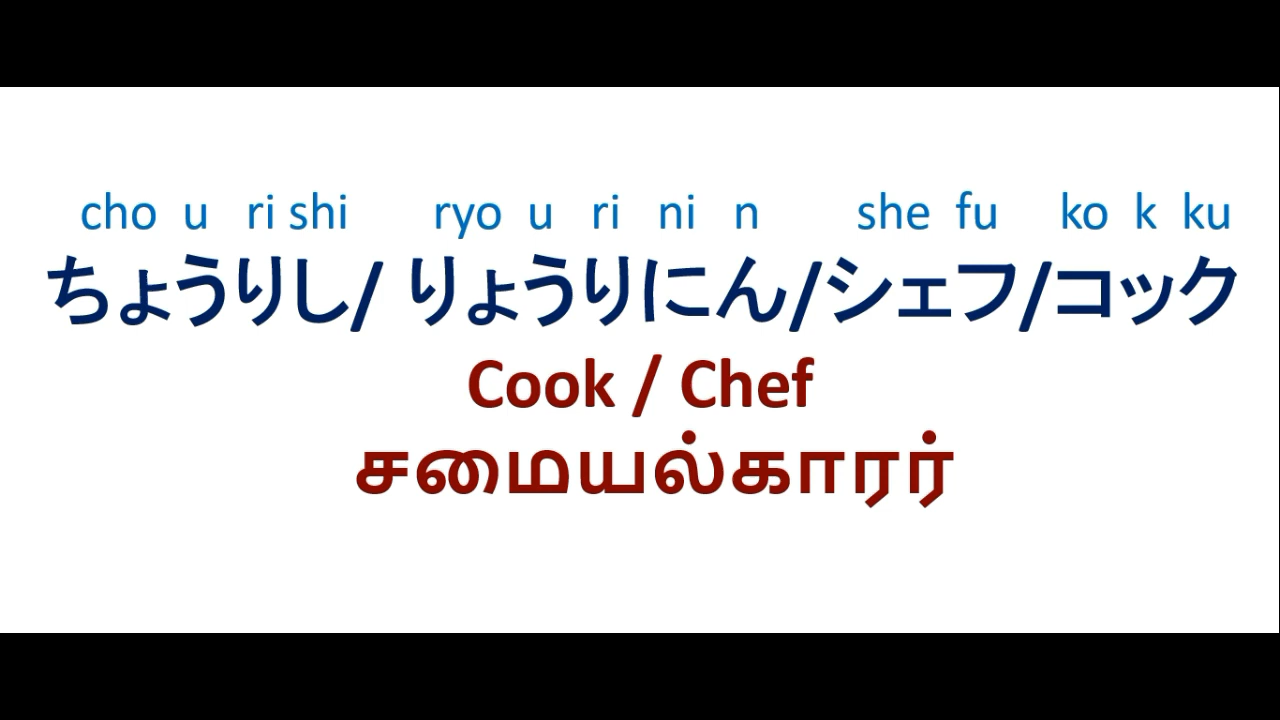 cho u ri shi ryo u ri ni n she fu ko k ku
ちょうりし/ りょうりにん/シェフ/コック
Cook / Chef
சமையல்காரர்